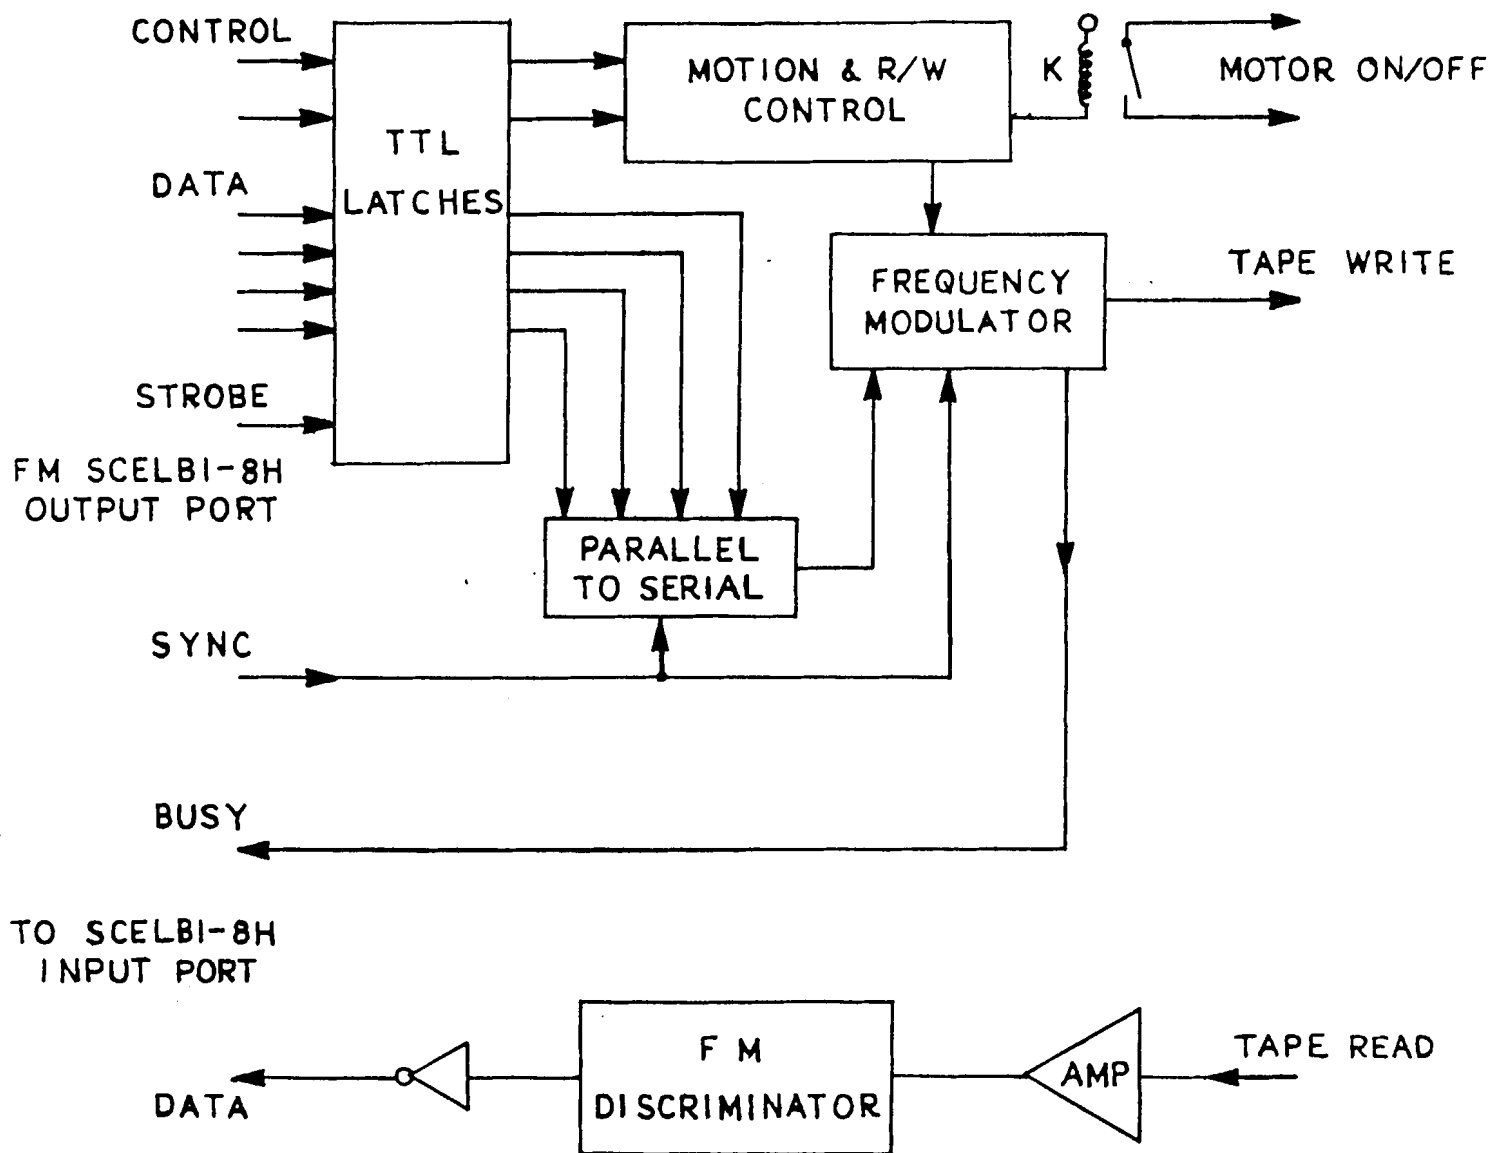 CONTROL
MOTION & R/W
CONTROL
K
MOTOR ON/OFF
TTL
LATCHES
DATA
FREQUENCY
MODULATOR
TAPE WRITE
STROBE
FM SCELBI-8H
OUTPUT PORT
PARALLEL
TO SERIAL
SYNC
BUSY
TO SCELBI-8H
INPUT PORT
FM
DISCRIMINATOR
AMP
TAPE READ
DATA